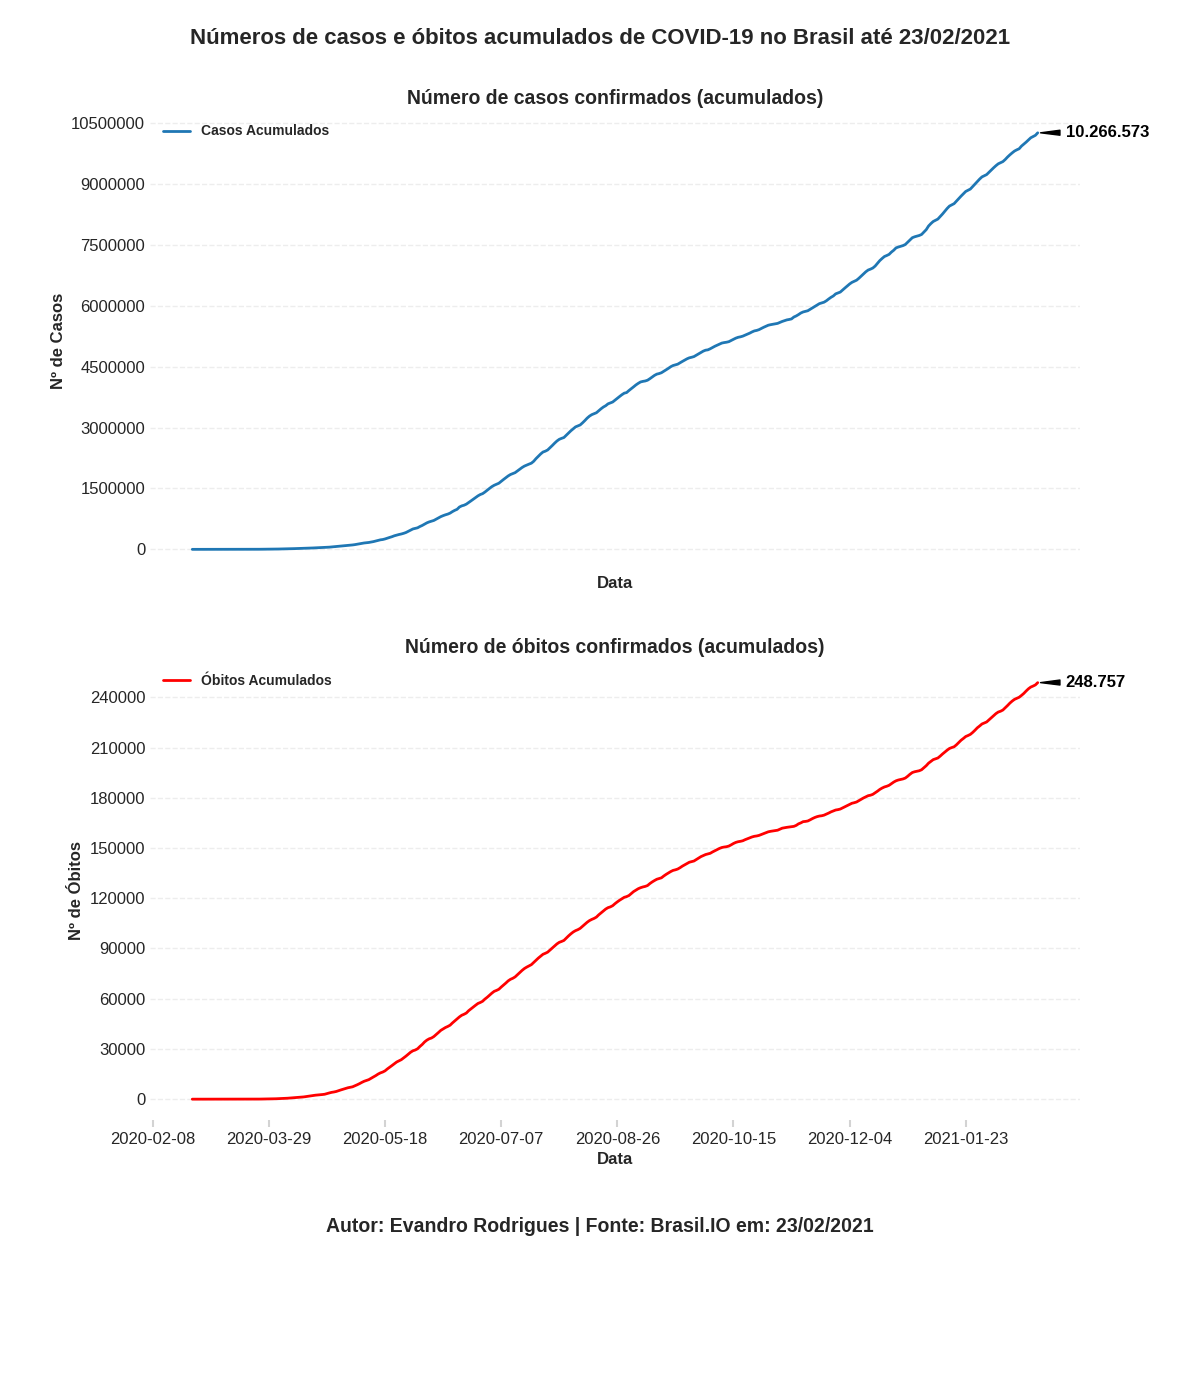 Números de casos e óbitos acumulados de COVID-19 no Brasil até 23/02/2021
Número de casos confirmados (acumulados)
Casos Acumulados
10.266.573
10500000
9000000
7500000
6000000
4500000
3000000
1500000
0
Nº de Casos
Data
Número de óbitos confirmados (acumulados)
Óbitos Acumulados
248.757
240000
210000
180000
150000
120000
90000
60000
30000
0
Nº de Óbitos
2020-02-08 2020-03-29 2020-05-18 2020-07-07 2020-08-26 2020-10-15 2020-12-04 2021-01-23
Data
Autor: Evandro Rodrigues | Fonte: Brasil.IO em: 23/02/2021